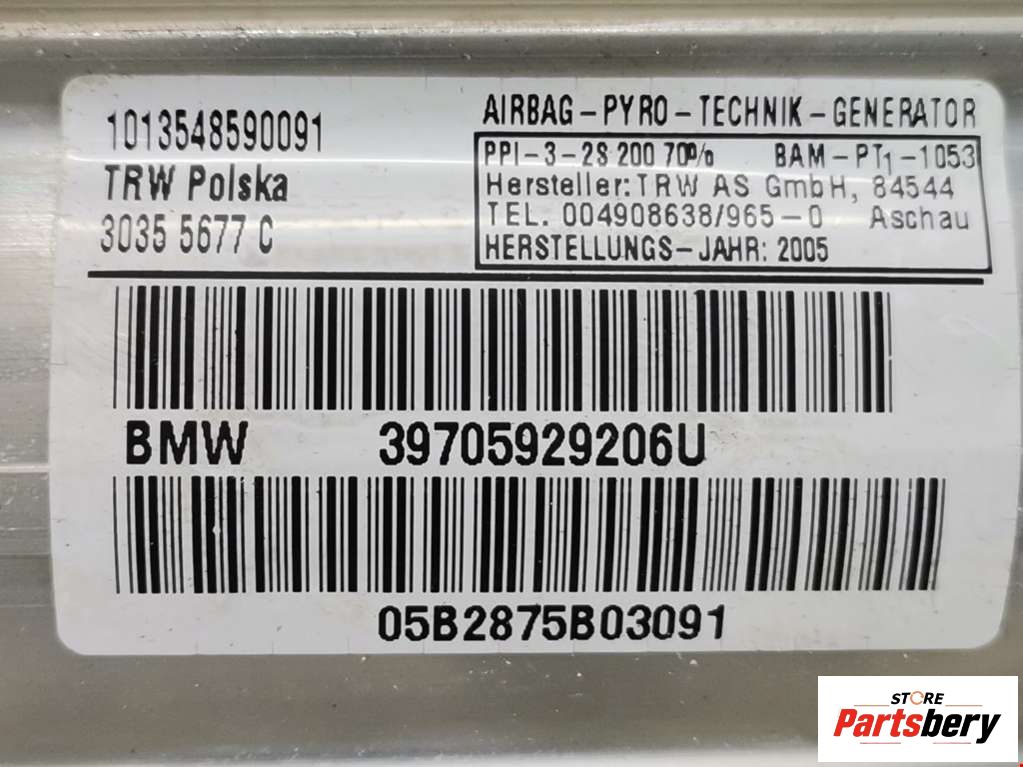 1013548590091
TRW Polska
3035 5677 C
AIRBAG-PYRO-TECHNIK-GENERATOR
PPI-3-2S 200 70% BAM-PT1-1053
Hersteller: TRW AS GmbH, 84544
TEL. 004908638/965-0 Aschau
HERSTELLUNGS-JAHR: 2005
BMW 39705929206U
05B2875B03091
STORE
Partsbery